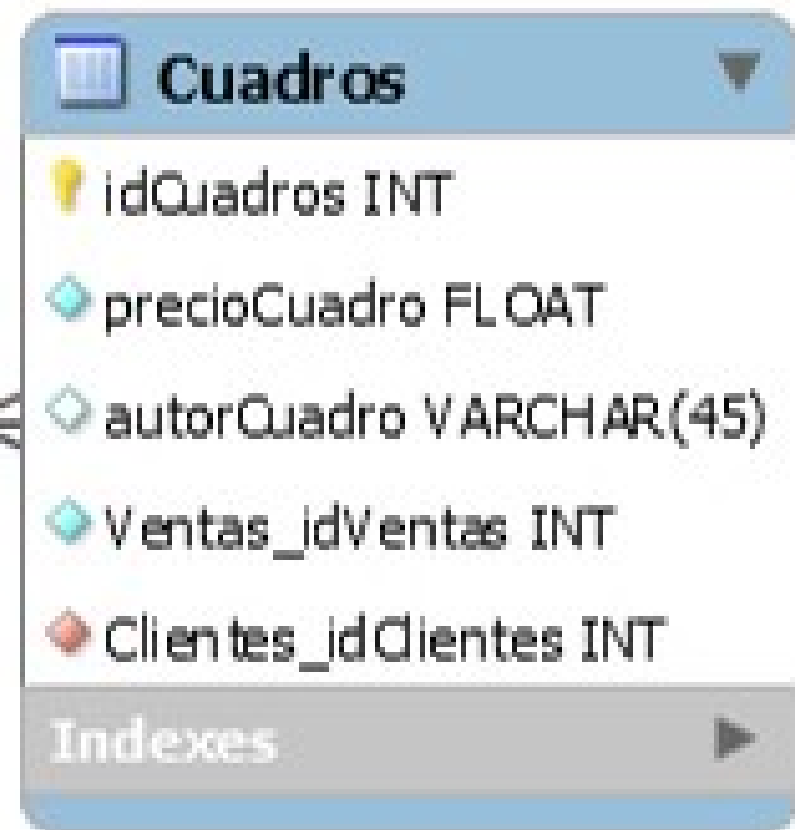 Cuadros
idCuadros INT
precioCuadro FLOAT
autorCuadro VARCHAR(45)
Ventas_idVentas INT
Clientes_idClientes INT
Indexes